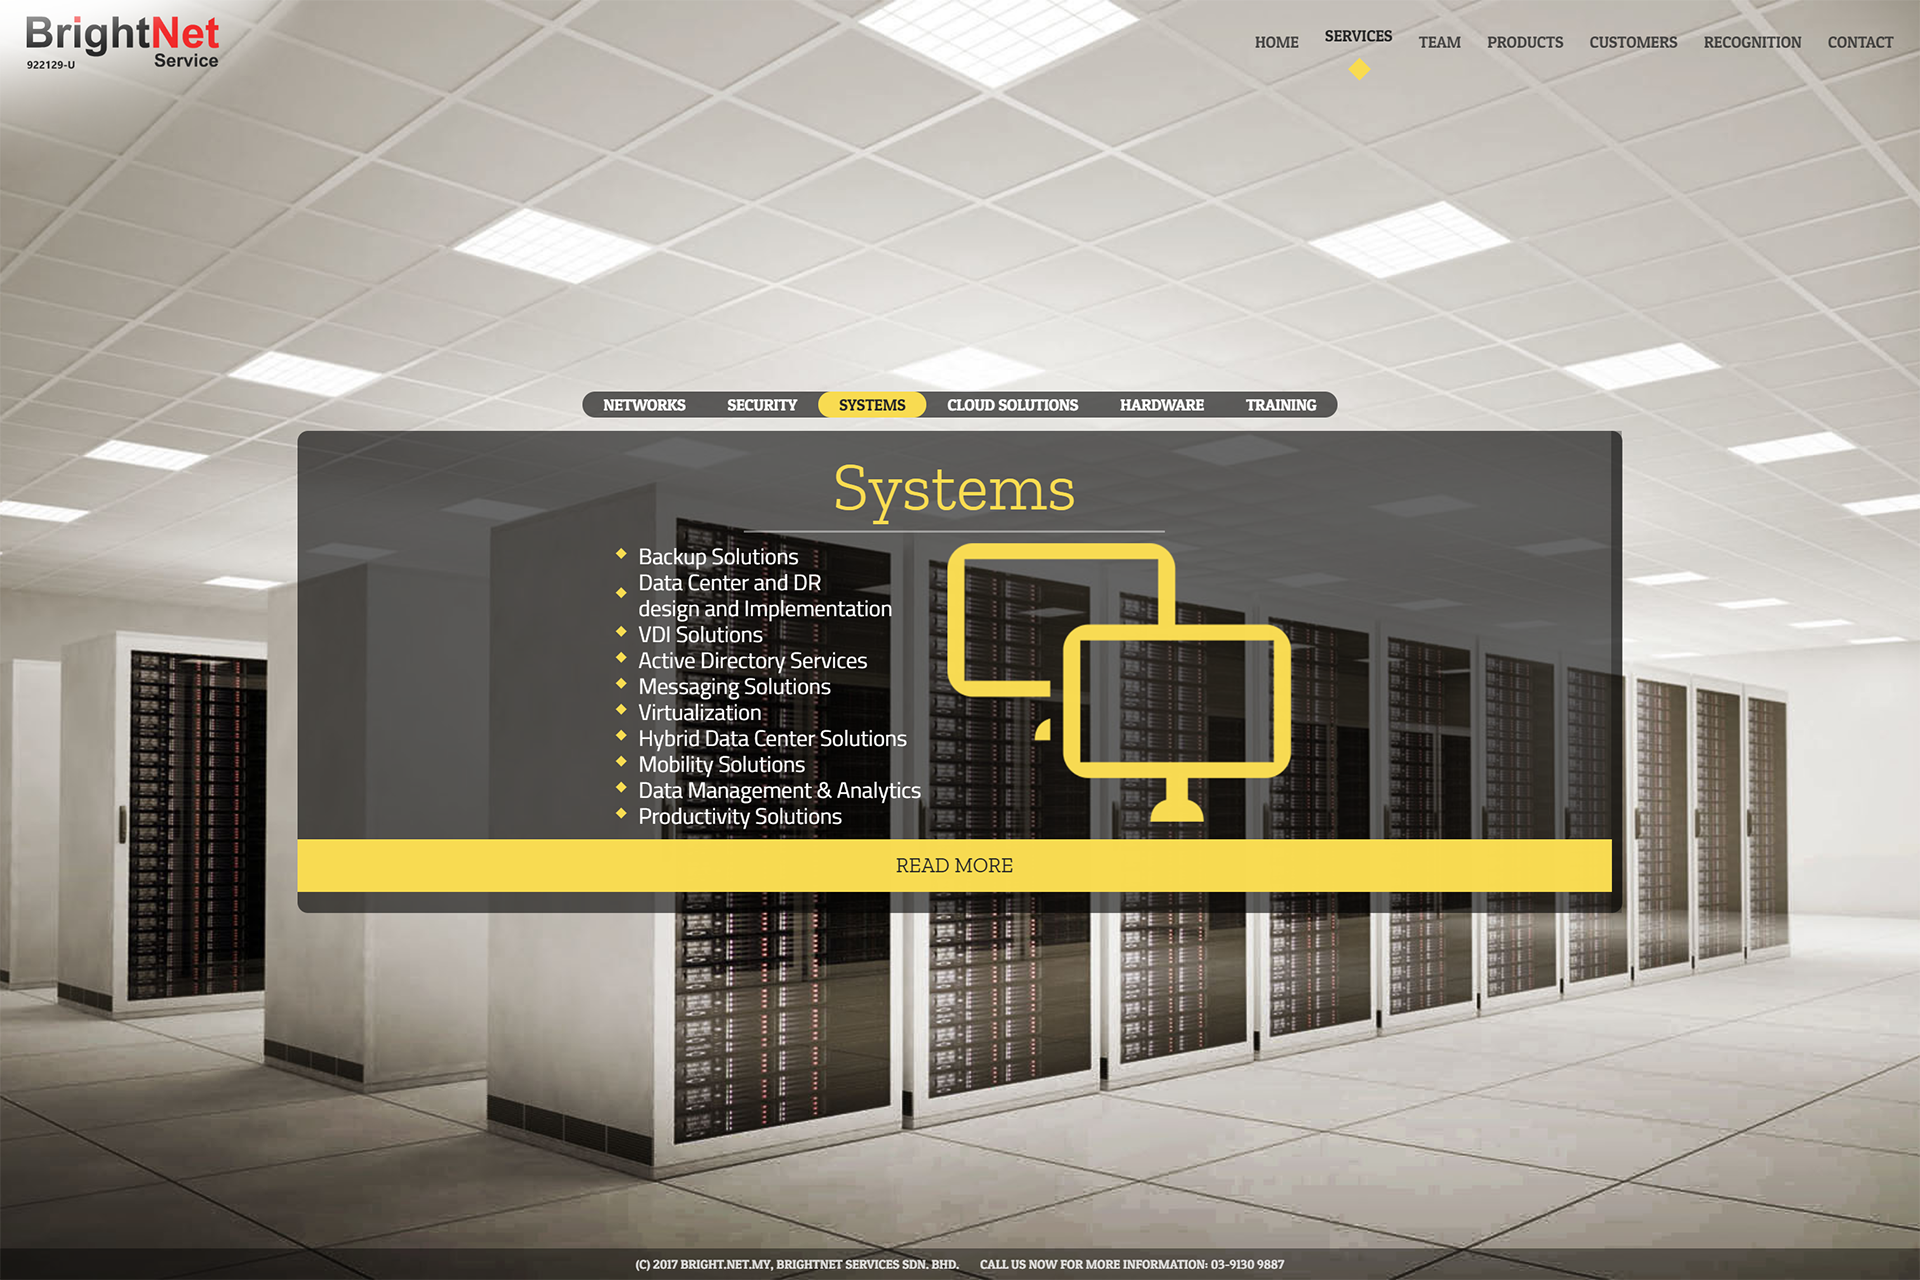 BrightNet
922129-U
Service
HOME SERVICES TEAM PRODUCTS CUSTOMERS RECOGNITION CONTACT
NETWORKS SECURITY SYSTEMS CLOUD SOLUTIONS HARDWARE TRAINING
Systems
Backup Solutions
Data Center and DR
design and Implementation
VDI Solutions
Active Directory Services
Messaging Solutions
Virtualization
Hybrid Data Center Solutions
Mobility Solutions
Data Management & Analytics
Productivity Solutions
READ MORE
(C) 2017 BRIGHT.NET.MY, BRIGHTNET SERVICES SDN. BHD. CALL US NOW FOR MORE INFORMATION: 03-9130 9887